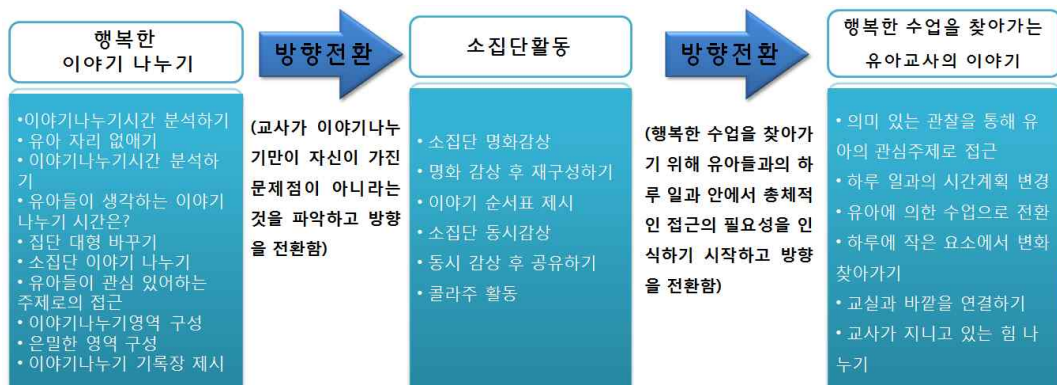 행복한
이야기 나누기
•이야기나누기시간 분석하기
• 유아 자리 없애기
• 이야기나누기시간 분석하
기
• 유아들이 생각하는 이야기
나누기 시간은?
• 집단 대형 바꾸기
• 소집단 이야기 나누기
• 유아들이 관심 있어하는
주제로의 접근
• 이야기나누기영역 구성
• 은밀한 영역 구성
• 이야기나누기 기록장 제시
방향전환
(교사가 이야기나누
기만이 자신이 가진
문제점이 아니라는
것을 파악하고 방향
을 전환함)
소집단활동
• 소집단 명화감상
• 명화 감상 후 재구성하기
• 이야기 순서표 제시
• 소집단 동시감상
• 동시 감상 후 공유하기
• 콜라주 활동
방향전환
(행복한 수업을 찾아가
기 위해 유아들과의 하
루 일과 안에서 총체적
인 접근의 필요성을 인
식하기 시작하고 방향
을 전환함)
행복한 수업을 찾아가는
유아교사의 이야기
• 의미 있는 관찰을 통해 유
아의 관심주제로 접근
• 하루 일과의 시간계획 변경
• 유아에 의한 수업으로 전환
• 하루에 작은 요소에서 변화
찾아가기
• 교실과 바깥을 연결하기
• 교사가 지니고 있는 힘 나
누기